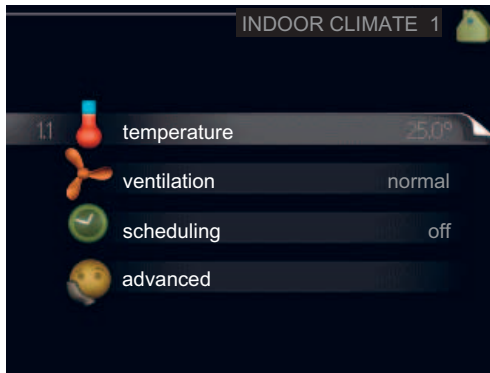 INDOOR CLIMATE 1
1.1 temperature 25.0°
ventilation normal
scheduling off
advanced